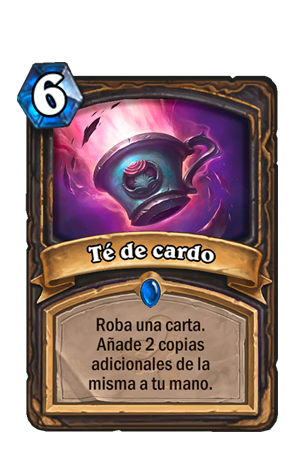 6
Té de cardo
Roba una carta.
Añade 2 copias
adicionales de la
misma a tu mano.